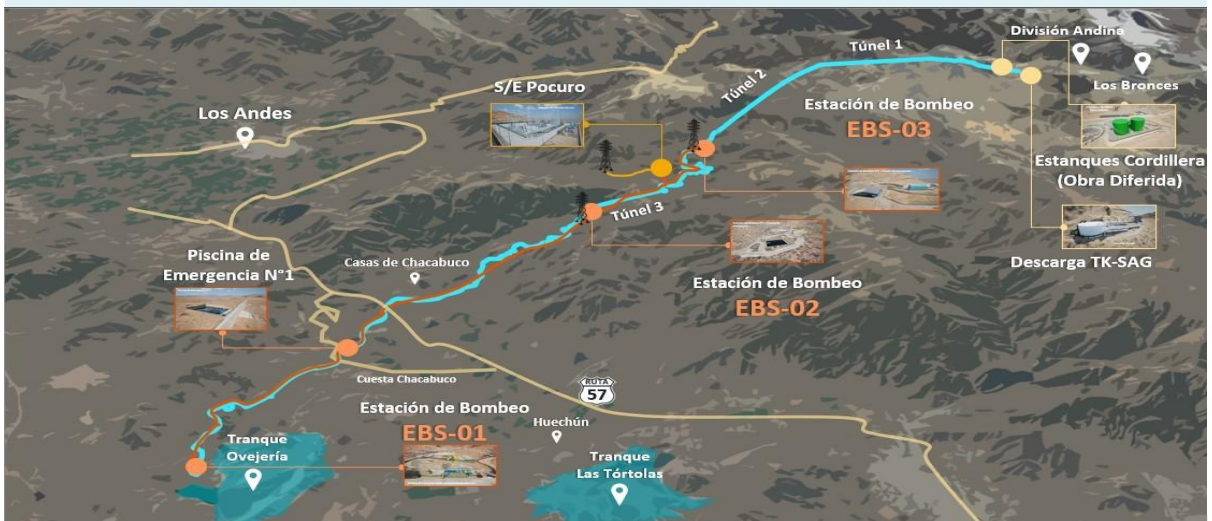 División Andina
Túnel 1
Los Bronces
Túnel 2
S/E Pocuro
Los Andes
Estación de Bombeo
EBS-03
Estanques Cordillera
(Obra Diferida)
Túnel 3
Piscina de
Emergencia N°1
Casas de Chacabuco
Descarga TK-SAG
Estación de Bombeo
EBS-02
Cuesta Chacabuco
RUTA
57
Estación de Bombeo
EBS-01
Huechún
Tranque
Ovejería
Tranque
Las Tórtolas